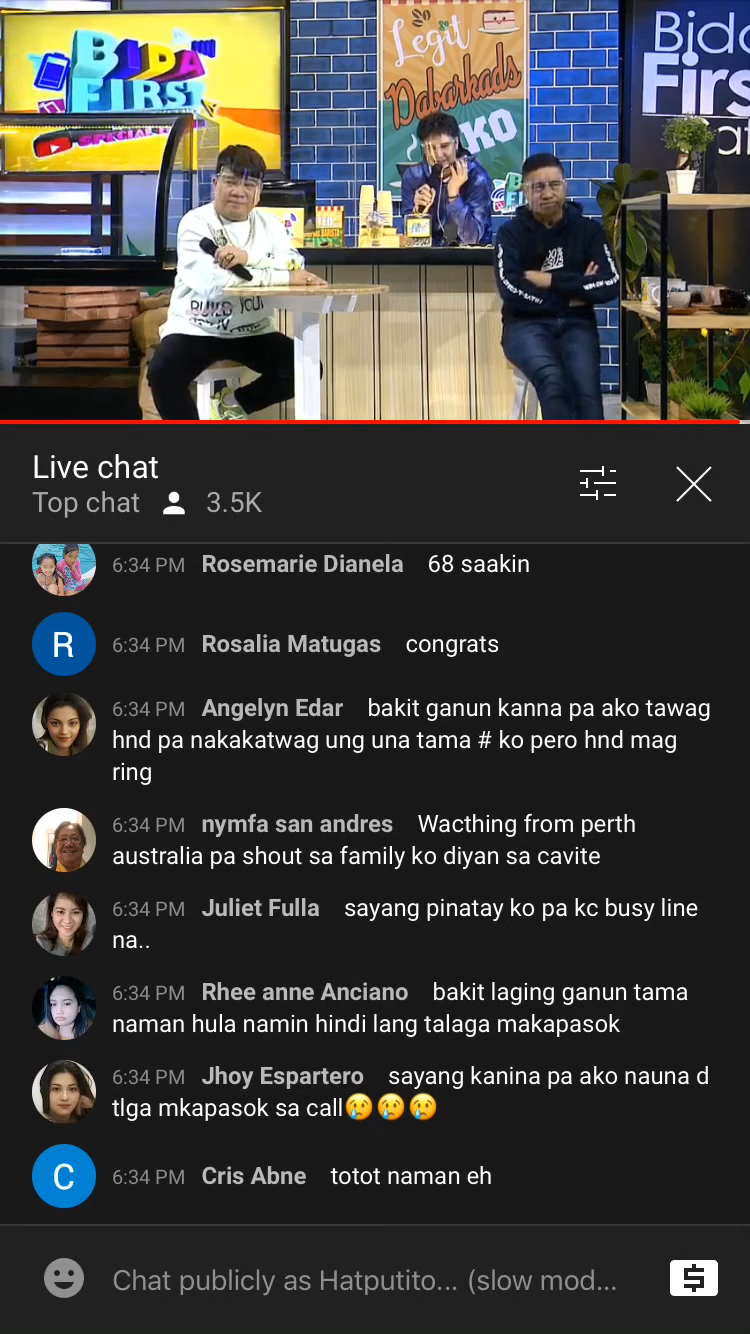 BIDA
FIRST
SPECIAL
Legit
Dabarkads
KO
Bida
Firs
BUILD YOUR
Live chat
Top chat 3.5K
6:34 PM Rosemarie Dianela 68 saakin
R 6:34 PM Rosalia Matugas congrats
6:34 PM Angelyn Edar bakit ganun kanna pa ako tawag
hnd pa nakakatwag ung una tama # ko pero hnd mag
ring
6:34 PM nymfa san andres Wacthing from perth
australia pa shout sa family ko diyan sa cavite
6:34 PM Juliet Fulla sayang pinatay ko pa kc busy line
na..
6:34 PM Rhee anne Anciano bakit laging ganun tama
naman hula namin hindi lang talaga makapasok
6:34 PM Jhoy Espartero sayang kanina pa ako nauna d
tlga mkapasok sa call😢😢😢
C 6:34 PM Cris Abne totot naman eh
Chat publicly as Hatputito... (slow mod...
$